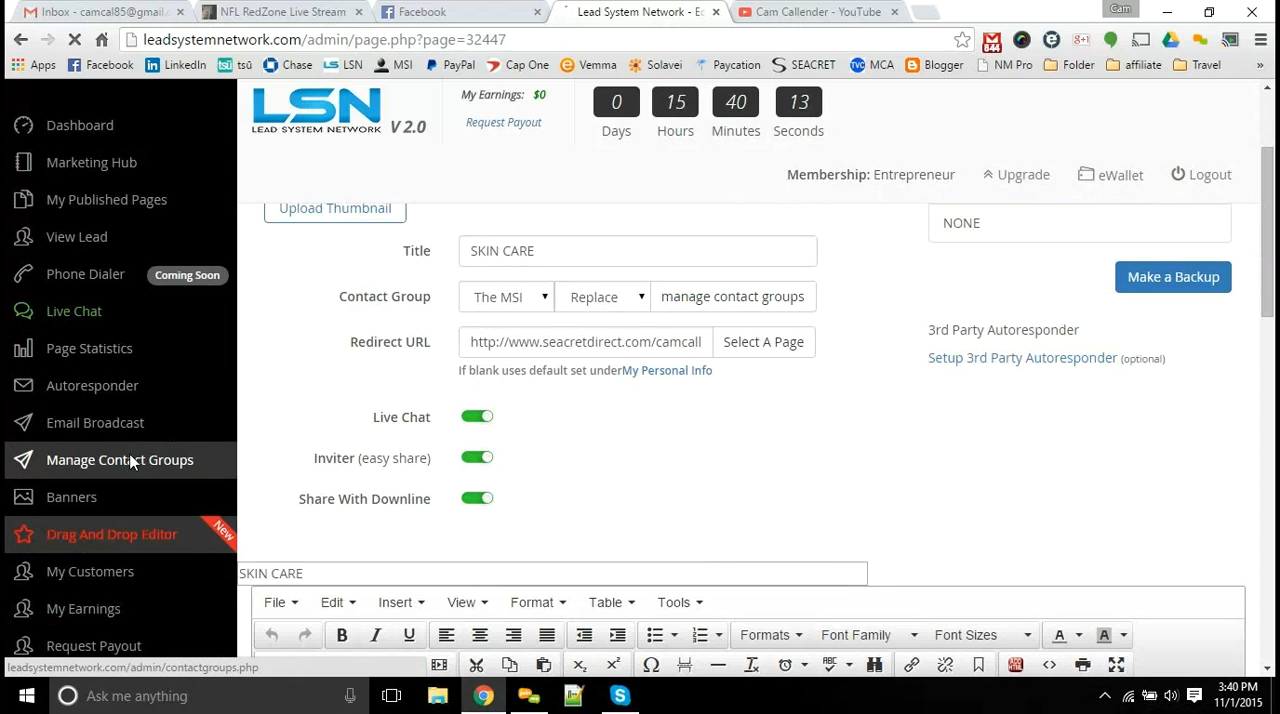 Inbox - camcal85@gmail.
NFL RedZone Live Stream
Facebook
Lead System Network - Ec
Cam Callender - YouTube
Cam
leadsystemnetwork.com/admin/page.php?page=32447
844
Apps Facebook LinkedIn tsū Chase LSN MSI PayPal Cap One Vemma Solavei Paycation SEACRET MCA Blogger NM Pro Folder affiliate Travel »
Dashboard
Marketing Hub
My Published Pages
View Lead
Phone Dialer Coming Soon
Live Chat
Page Statistics
Autoresponder
Email Broadcast
Manage Contact Groups
Banners
Drag And Drop Editor New
My Customers
My Earnings
Request Payout
leadsystemnetwork.com/admin/contactgroups.php
LSN V 2.0
LEAD SYSTEM NETWORK
My Earnings: $0
Request Payout
0 15 40 13
Days Hours Minutes Seconds
Membership: Entrepreneur Upgrade eWallet Logout
Upload Thumbnail
Title SKIN CARE
Contact Group The MSI Replace manage contact groups
Redirect URL http://www.seacretdirect.com/camcall Select A Page
If blank uses default set underMy Personal Info
Live Chat
Inviter (easy share)
Share With Downline
NONE
Make a Backup
3rd Party Autoresponder
Setup 3rd Party Autoresponder (optional)
SKIN CARE
File Edit Insert View Format Table Tools
B I U Formats Font Family Font Sizes A A
Ask me anything
3:40 PM
11/1/2015